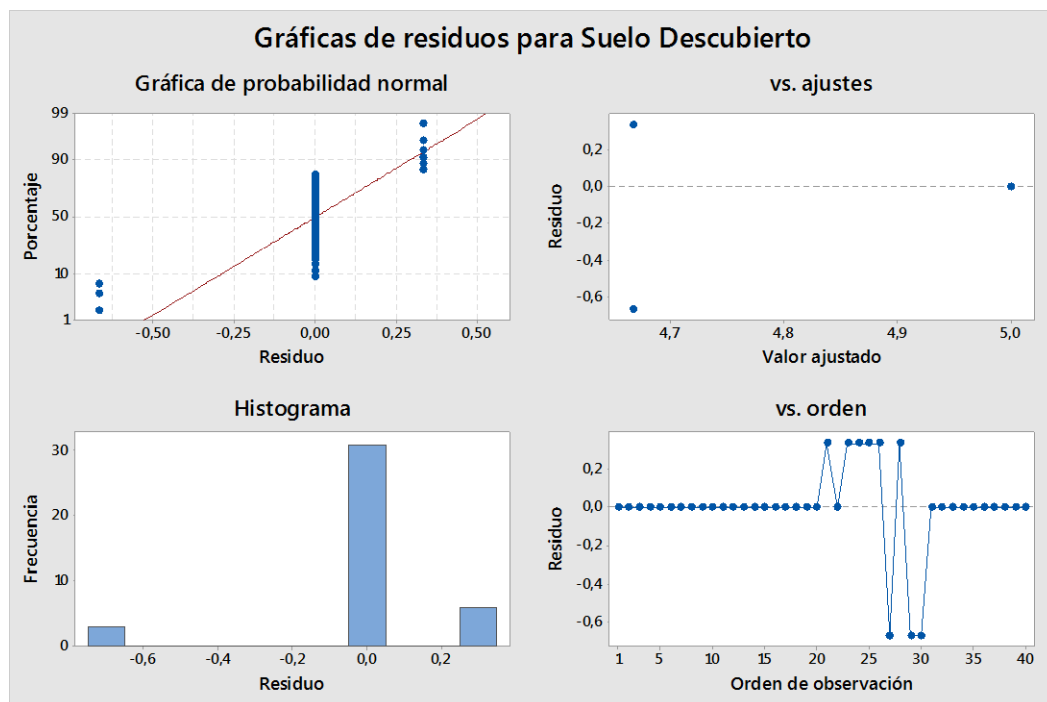 Gráficas de residuos para Suelo Descubierto
Gráfica de probabilidad normal
99
90
50
10
1
Porcentaje
-0,50 -0,25 0,00 0,25 0,50
Residuo
vs. ajustes
0,2
0,0
-0,2
-0,4
-0,6
Residuo
4,7 4,8 4,9 5,0
Valor ajustado
Histograma
30
20
10
0
Frecuencia
-0,6 -0,4 -0,2 0,0 0,2
Residuo
vs. orden
0,2
0,0
-0,2
-0,4
-0,6
Residuo
1 5 10 15 20 25 30 35 40
Orden de observación